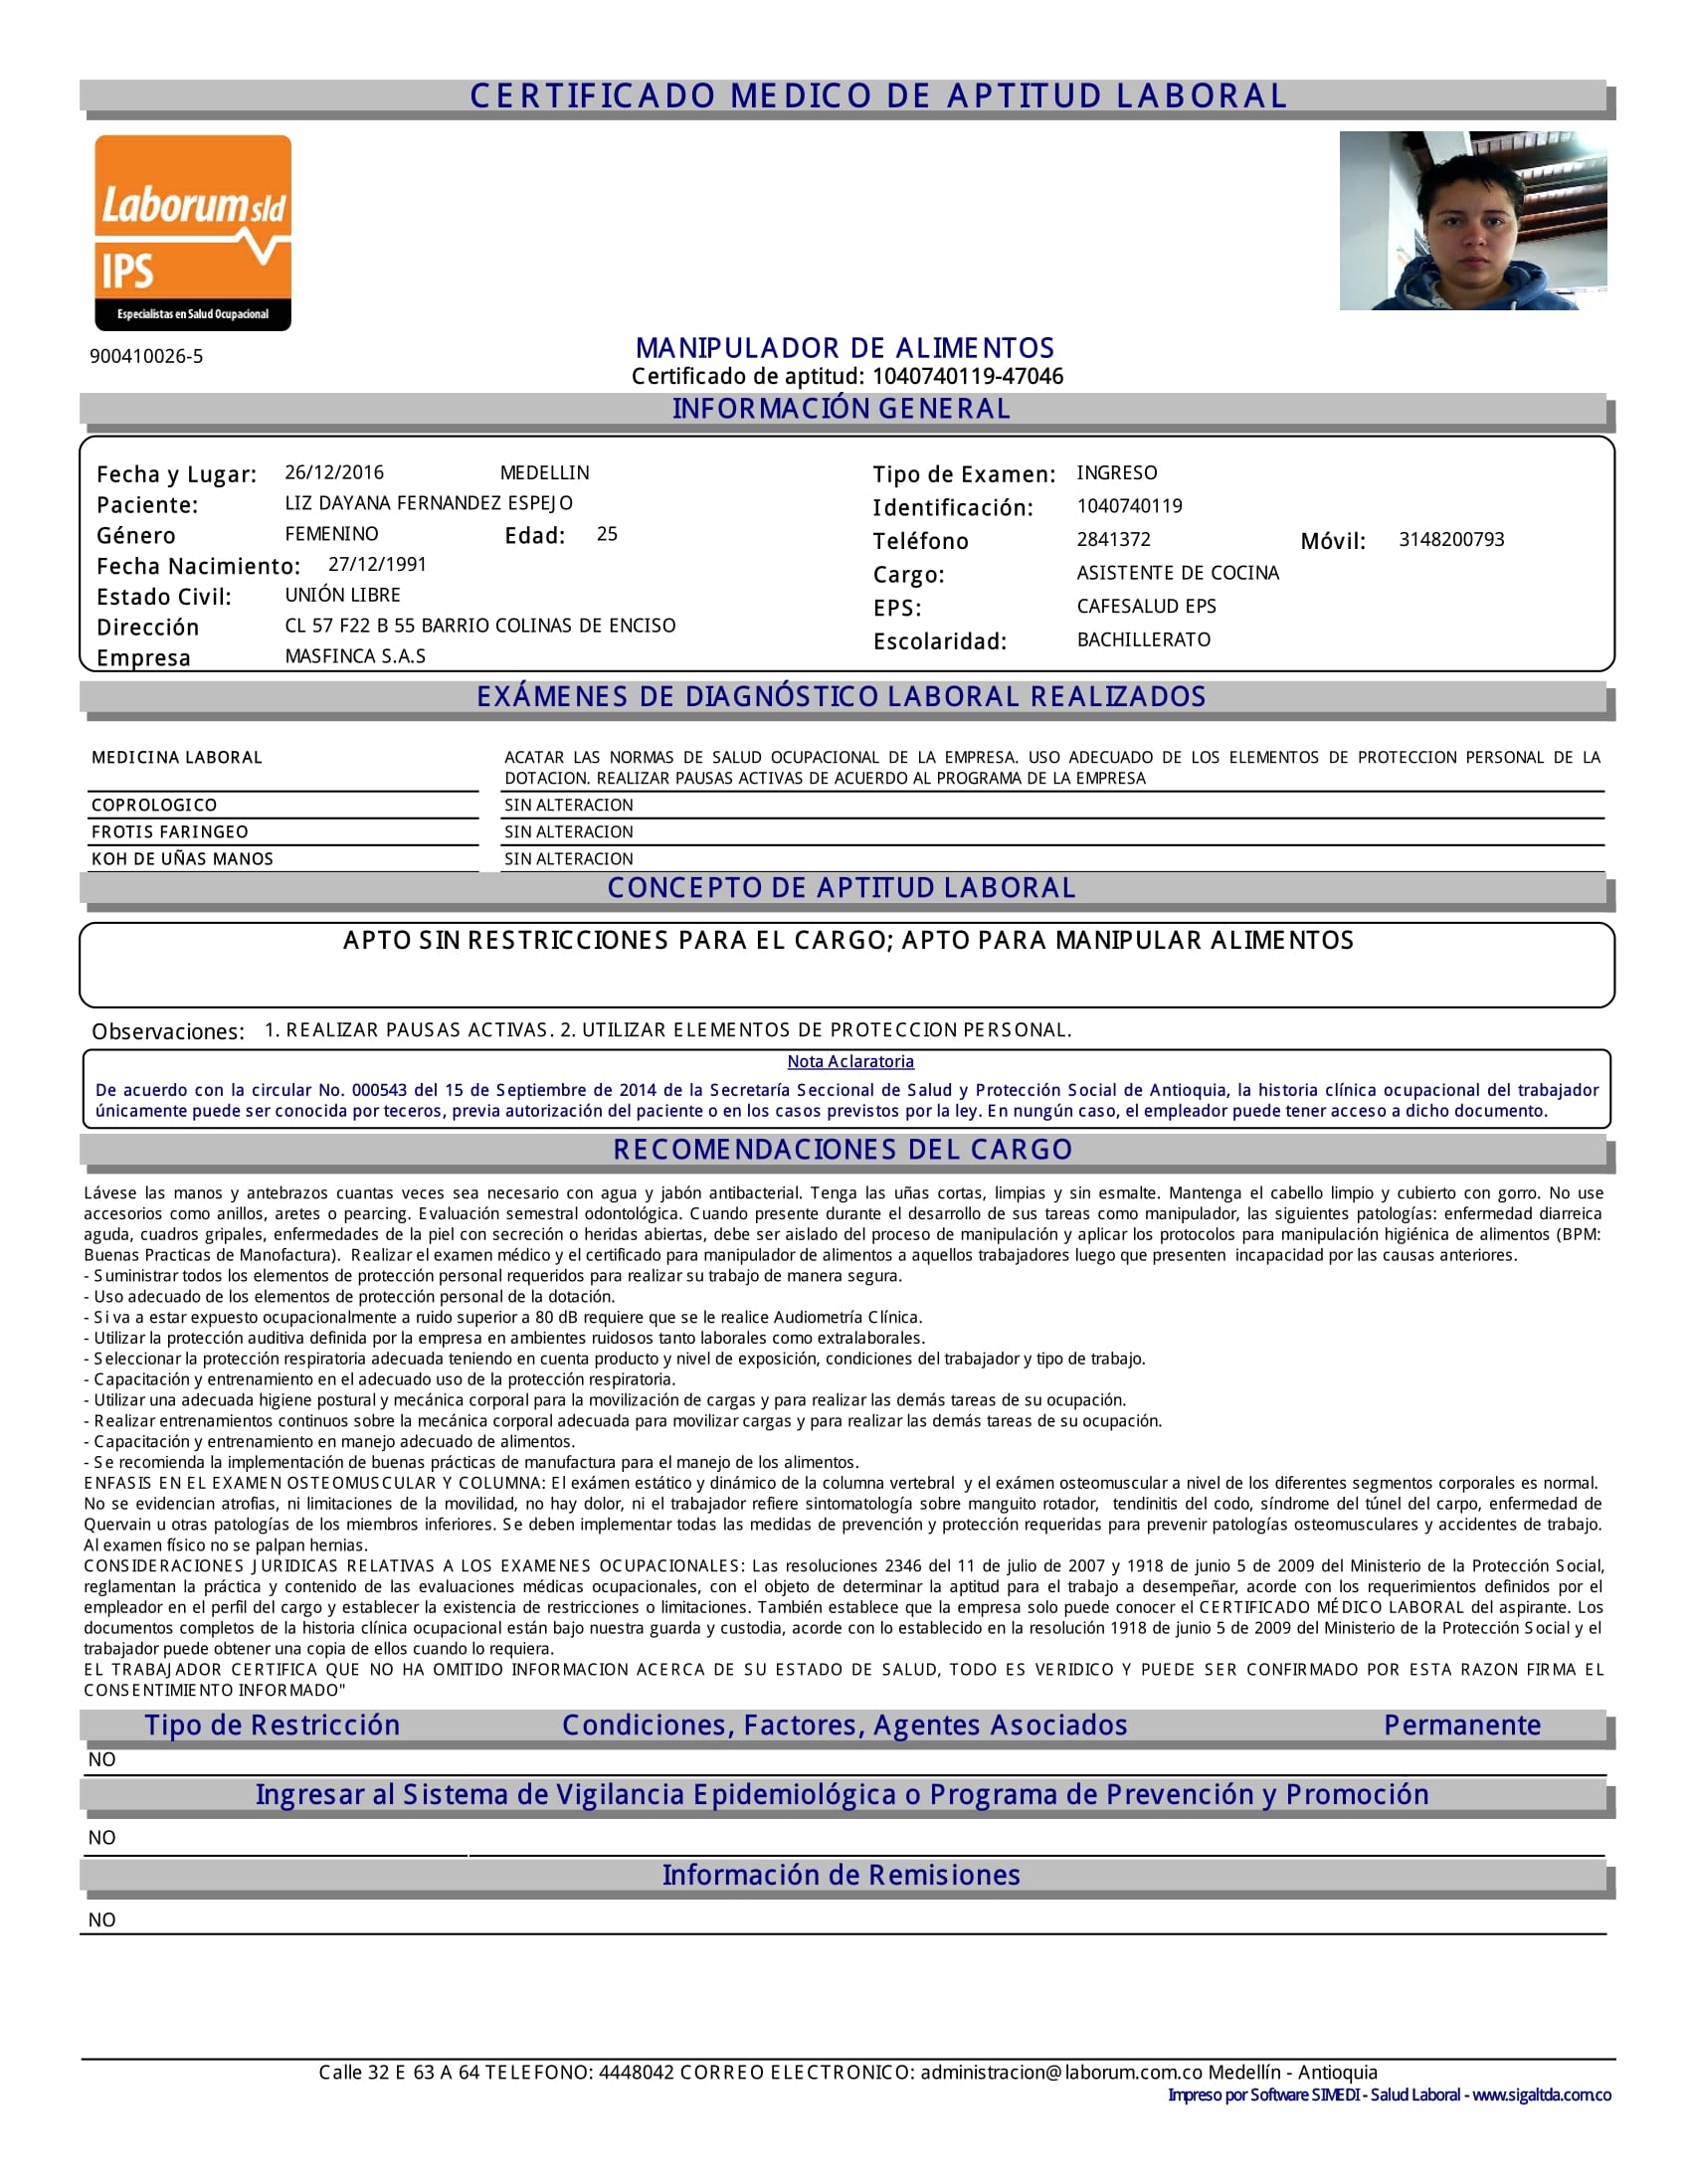 CERTIFICADO MEDICO DE APTITUD LABORAL
Laborum sld
IPS
Especialistas en Salud Ocupacional
900410026-5
MANIPULADOR DE ALIMENTOS
Certificado de aptitud: 1040740119-47046
INFORMACIÓN GENERAL
Fecha y Lugar: 26/12/2016 MEDELLIN Tipo de Examen: INGRESO
Paciente: LIZ DAYANA FERNANDEZ ESPEJO Identificación: 1040740119
Género FEMENINO Edad: 25 Teléfono 2841372 Móvil: 3148200793
Fecha Nacimiento: 27/12/1991 Cargo: ASISTENTE DE COCINA
Estado Civil: UNIÓN LIBRE EPS: CAFESALUD EPS
Dirección CL 57 F22 B 55 BARRIO COLINAS DE ENCISO Escolaridad: BACHILLERATO
Empresa MASFINCA S.A.S
EXÁMENES DE DIAGNÓSTICO LABORAL REALIZADOS
MEDICINA LABORAL ACATAR LAS NORMAS DE SALUD OCUPACIONAL DE LA EMPRESA. USO ADECUADO DE LOS ELEMENTOS DE PROTECCION PERSONAL DE LA
DOTACION. REALIZAR PAUSAS ACTIVAS DE ACUERDO AL PROGRAMA DE LA EMPRESA
COPROLOGICO SIN ALTERACION
FROTIS FARINGEO SIN ALTERACION
KOH DE UÑAS MANOS SIN ALTERACION
CONCEPTO DE APTITUD LABORAL
APTO SIN RESTRICCIONES PARA EL CARGO; APTO PARA MANIPULAR ALIMENTOS
Observaciones: 1. REALIZAR PAUSAS ACTIVAS. 2. UTILIZAR ELEMENTOS DE PROTECCION PERSONAL.
Nota Aclaratoria
De acuerdo con la circular No. 000543 del 15 de Septiembre de 2014 de la Secretaría Seccional de Salud y Protección Social de Antioquia, la historia clínica ocupacional del trabajador
únicamente puede ser conocida por teceros, previa autorización del paciente o en los casos previstos por la ley. En nungún caso, el empleador puede tener acceso a dicho documento.
RECOMENDACIONES DEL CARGO
Lávese las manos y antebrazos cuantas veces sea necesario con agua y jabón antibacterial. Tenga las uñas cortas, limpias y sin esmalte. Mantenga el cabello limpio y cubierto con gorro. No use
accesorios como anillos, aretes o pearcing. Evaluación semestral odontológica. Cuando presente durante el desarrollo de sus tareas como manipulador, las siguientes patologías: enfermedad diarreica
aguda, cuadros gripales, enfermedades de la piel con secreción o heridas abiertas, debe ser aislado del proceso de manipulación y aplicar los protocolos para manipulación higiénica de alimentos (BPM:
Buenas Practicas de Manofactura). Realizar el examen médico y el certificado para manipulador de alimentos a aquellos trabajadores luego que presenten incapacidad por las causas anteriores.
- Suministrar todos los elementos de protección personal requeridos para realizar su trabajo de manera segura.
- Uso adecuado de los elementos de protección personal de la dotación.
- Si va a estar expuesto ocupacionalmente a ruido superior a 80 dB requiere que se le realice Audiometría Clínica.
- Utilizar la protección auditiva definida por la empresa en ambientes ruidosos tanto laborales como extralaborales.
- Seleccionar la protección respiratoria adecuada teniendo en cuenta producto y nivel de exposición, condiciones del trabajador y tipo de trabajo.
- Capacitación y entrenamiento en el adecuado uso de la protección respiratoria.
- Utilizar una adecuada higiene postural y mecánica corporal para la movilización de cargas y para realizar las demás tareas de su ocupación.
- Realizar entrenamientos continuos sobre la mecánica corporal adecuada para movilizar cargas y para realizar las demás tareas de su ocupación.
- Capacitación y entrenamiento en manejo adecuado de alimentos.
- Se recomienda la implementación de buenas prácticas de manufactura para el manejo de los alimentos.
ENFASIS EN EL EXAMEN OSTEOMUSCULAR Y COLUMNA: El exámen estático y dinámico de la columna vertebral y el exámen osteomuscular a nivel de los diferentes segmentos corporales es normal.
No se evidencian atrofias, ni limitaciones de la movilidad, no hay dolor, ni el trabajador refiere sintomatología sobre manguito rotador, tendinitis del codo, síndrome del túnel del carpo, enfermedad de
Quervain u otras patologías de los miembros inferiores. Se deben implementar todas las medidas de prevención y protección requeridas para prevenir patologías osteomusculares y accidentes de trabajo.
Al examen físico no se palpan hernias.
CONSIDERACIONES JURIDICAS RELATIVAS A LOS EXAMENES OCUPACIONALES: Las resoluciones 2346 del 11 de julio de 2007 y 1918 de junio 5 de 2009 del Ministerio de la Protección Social,
reglamentan la práctica y contenido de las evaluaciones médicas ocupacionales, con el objeto de determinar la aptitud para el trabajo a desempeñar, acorde con los requerimientos definidos por el
empleador en el perfil del cargo y establecer la existencia de restricciones o limitaciones. También establece que la empresa solo puede conocer el CERTIFICADO MÉDICO LABORAL del aspirante. Los
documentos completos de la historia clínica ocupacional están bajo nuestra guarda y custodia, acorde con lo establecido en la resolución 1918 de junio 5 de 2009 del Ministerio de la Protección Social y el
trabajador puede obtener una copia de ellos cuando lo requiera.
EL TRABAJADOR CERTIFICA QUE NO HA OMITIDO INFORMACION ACERCA DE SU ESTADO DE SALUD, TODO ES VERIDICO Y PUEDE SER CONFIRMADO POR ESTA RAZON FIRMA EL
CONSENTIMIENTO INFORMADO"
Tipo de Restricción Condiciones, Factores, Agentes Asociados Permanente
NO
Ingresar al Sistema de Vigilancia Epidemiológica o Programa de Prevención y Promoción
NO
Información de Remisiones
NO
Calle 32 E 63 A 64 TELEFONO: 4448042 CORREO ELECTRONICO: administracion@laborum.com.co Medellín - Antioquia
Impreso por Software SIMEDI - Salud Laboral - www.sigaltda.com.co